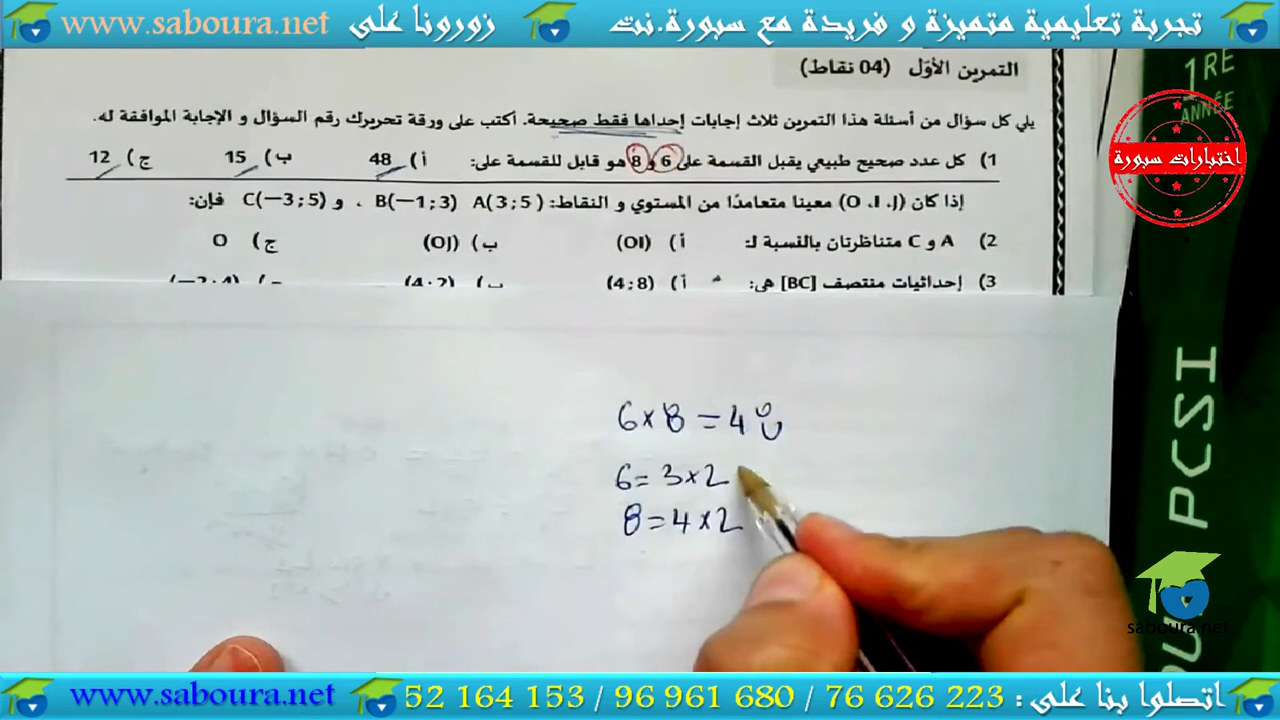 تجربة تعليمية متميزة و فريدة مع سبورة.نت زورونا على www.saboura.net
التمرين الأوّل (04 نقاط)
يلي كل سؤال من أسئلة هذا التمرين ثلاث إجابات إحداها فقط صحيحة. أكتب على ورقة تحريرك رقم السؤال و الإجابة الموافقة له.
1) كل عدد صحيح طبيعي يقبل القسمة على 6 و 8 هو قابل للقسمة على: أ) 48 ب) 15 ج) 12
إذا كان (O ، I ، J) معينا متعامدًا من المستوي و النقاط: A(3 ; 5) ، B(−1 ; 3) و C(−3 ; 5) فإن:
2) A و C متناظرتان بالنسبة لـ: أ) (OI) ب) (OJ) ج) O
3) إحداثيات منتصف [BC] هي: أ) (4 ; 8)
6 × 8 = 4
6 = 3 × 2
8 = 4 × 2
1RE
ANNÉE
PCSI
اختبارات سبورة
saboura.net
اتصلوا بنا على : 223 626 76 / 680 961 96 / 153 164 52 www.saboura.net